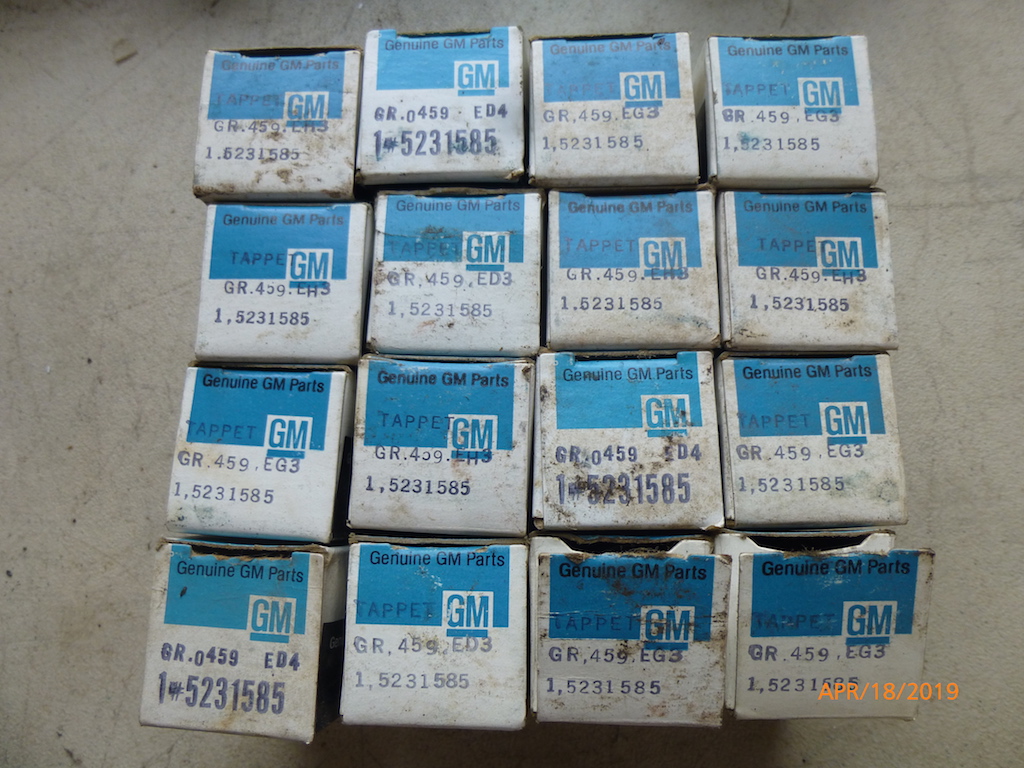 Genuine GM Parts
TAPPET GM
GR.459.EH3
1.5231585
Genuine GM Parts
GM
GR.0459 ED4
1#5231585
Genuine GM Parts
TAPPET GM
GR,459.EG3
1,5231585
Genuine GM Parts
TAPPET GM
GR.459.EG3
1,5231585
Genuine GM Parts
TAPPET GM
GR.459.EH3
1,5231585
Genuine GM Parts
TAPPET GM
GR,459,ED3
1,5231585
Genuine GM Parts
TAPPET GM
GR.459.EH3
1.5231585
Genuine GM Parts
TAPPET GM
GR.459.EH3
1,5231585
Genuine GM Parts
TAPPET GM
GR.459,EG3
1,5231585
Genuine GM Parts
TAPPET GM
GR.459.EH3
1,5231585
Genuine GM Parts
GM
GR.0459 ED4
1#5231585
Genuine GM Parts
TAPPET GM
GR.459,EG3
1,5231585
Genuine GM Parts
GM
GR.0459 ED4
1#5231585
Genuine GM Parts
TAPPET GM
GR,459,ED3
1,5231585
Genuine GM Parts
TAPPET GM
GR,459.EG3
1,5231585
Genuine GM Parts
TAPPET GM
GR.459,EG3
1,5231585
APR/18/2019